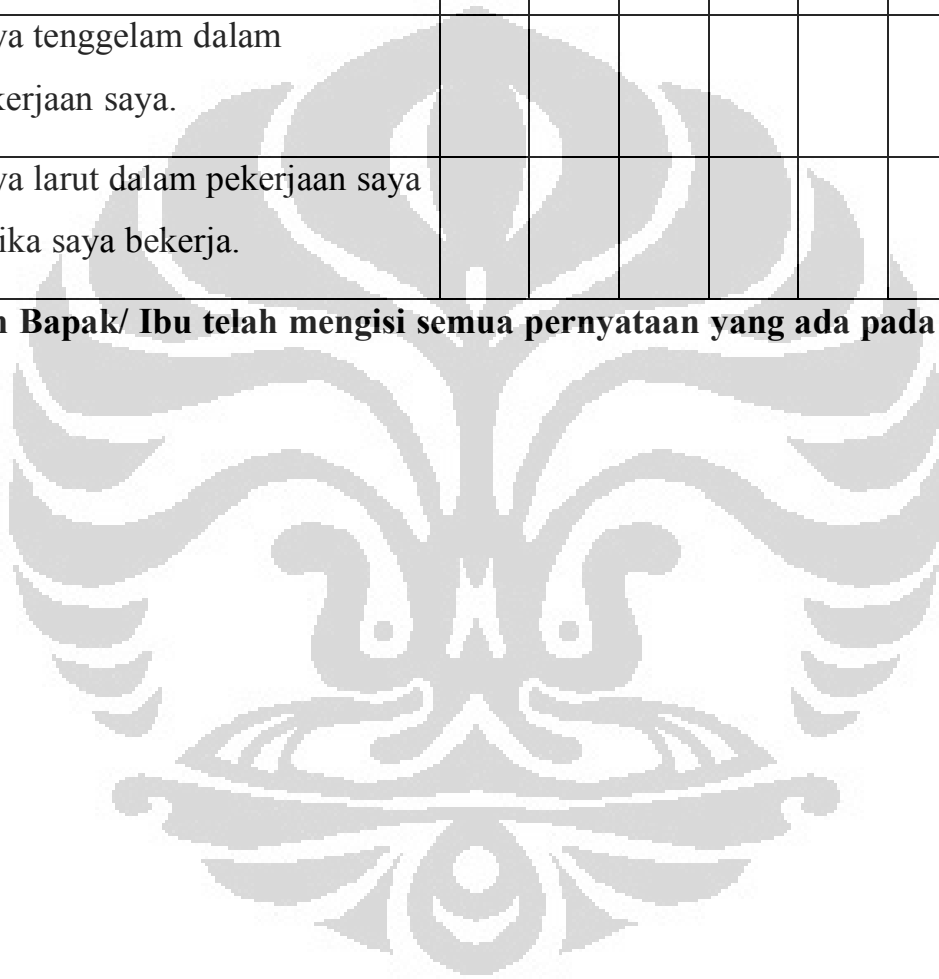 ya tenggelam dalam
kerjaan saya.
ya larut dalam pekerjaan saya
ika saya bekerja.
n Bapak/ Ibu telah mengisi semua pernyataan yang ada pada